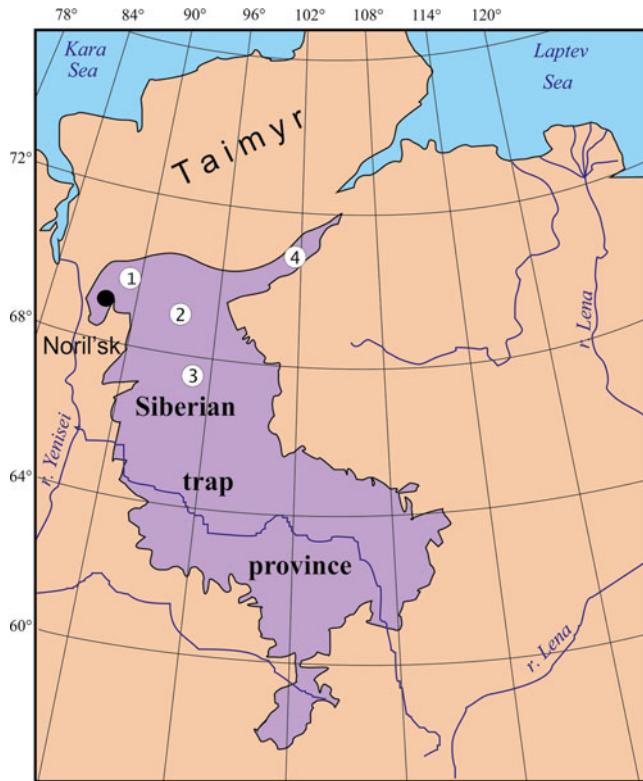 78° 84° 90° 96° 102° 108° 114° 120°
Kara
Sea
Laptev
Sea
Taimyr
72°
4
1
2
68°
Noril'sk
r. Lena
3
Siberian
r. Yenisei
64°
trap
province
60°
r. Lena